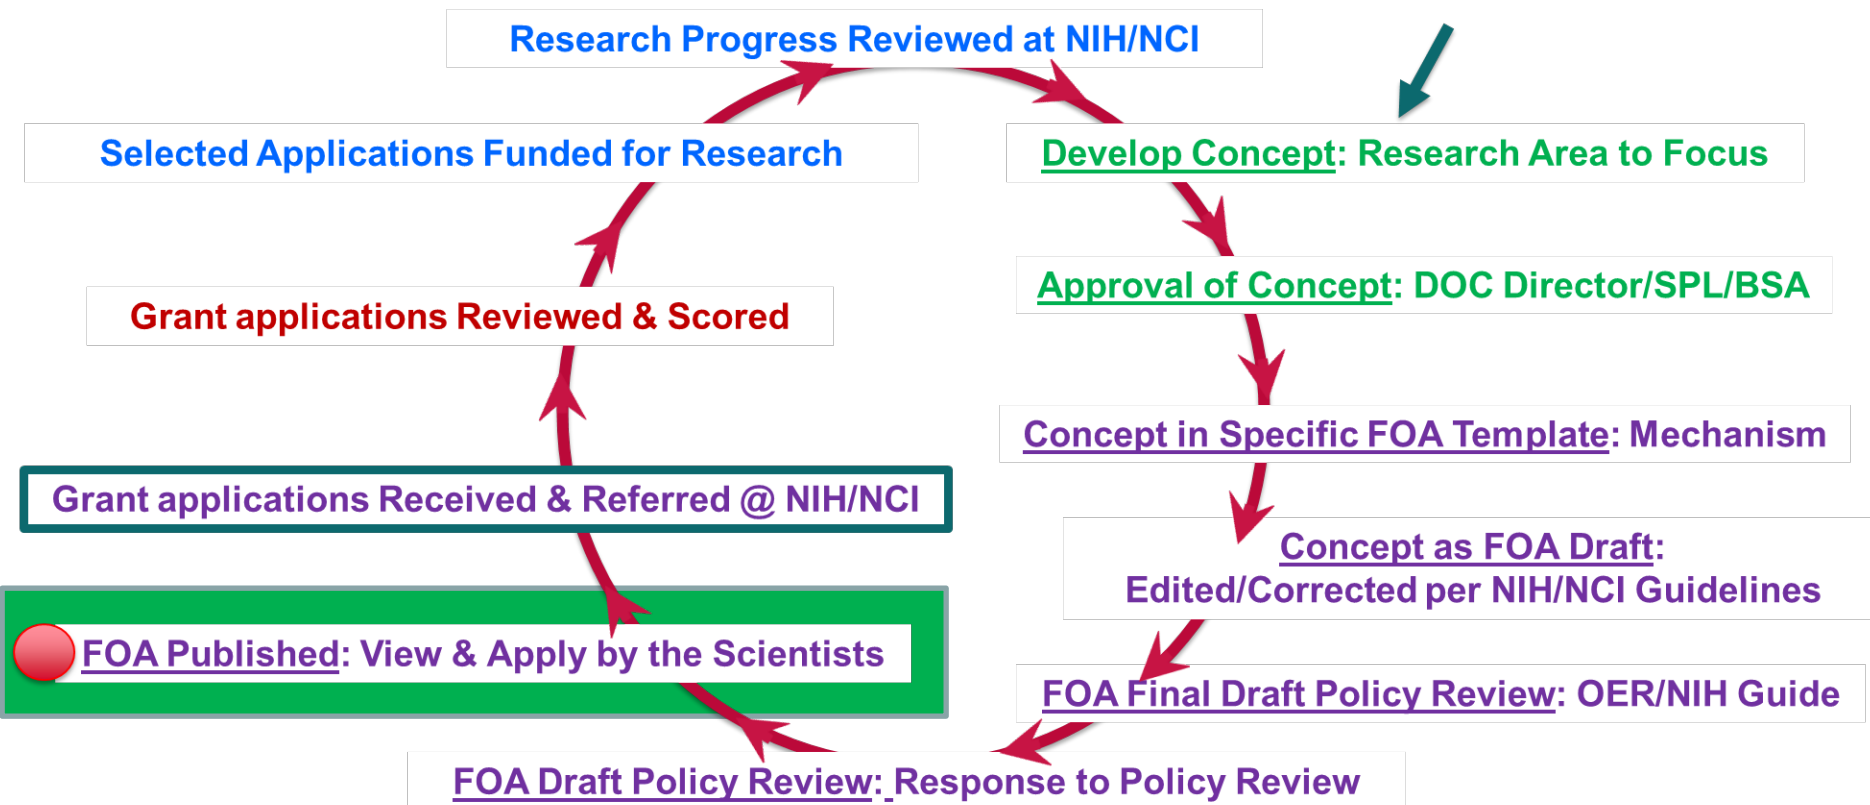 Research Progress Reviewed at NIH/NCI
Selected Applications Funded for Research
Develop Concept: Research Area to Focus
Approval of Concept: DOC Director/SPL/BSA
Grant applications Reviewed & Scored
Concept in Specific FOA Template: Mechanism
Grant applications Received & Referred @ NIH/NCI
Concept as FOA Draft:
Edited/Corrected per NIH/NCI Guidelines
FOA Published: View & Apply by the Scientists
FOA Final Draft Policy Review: OER/NIH Guide
FOA Draft Policy Review: Response to Policy Review